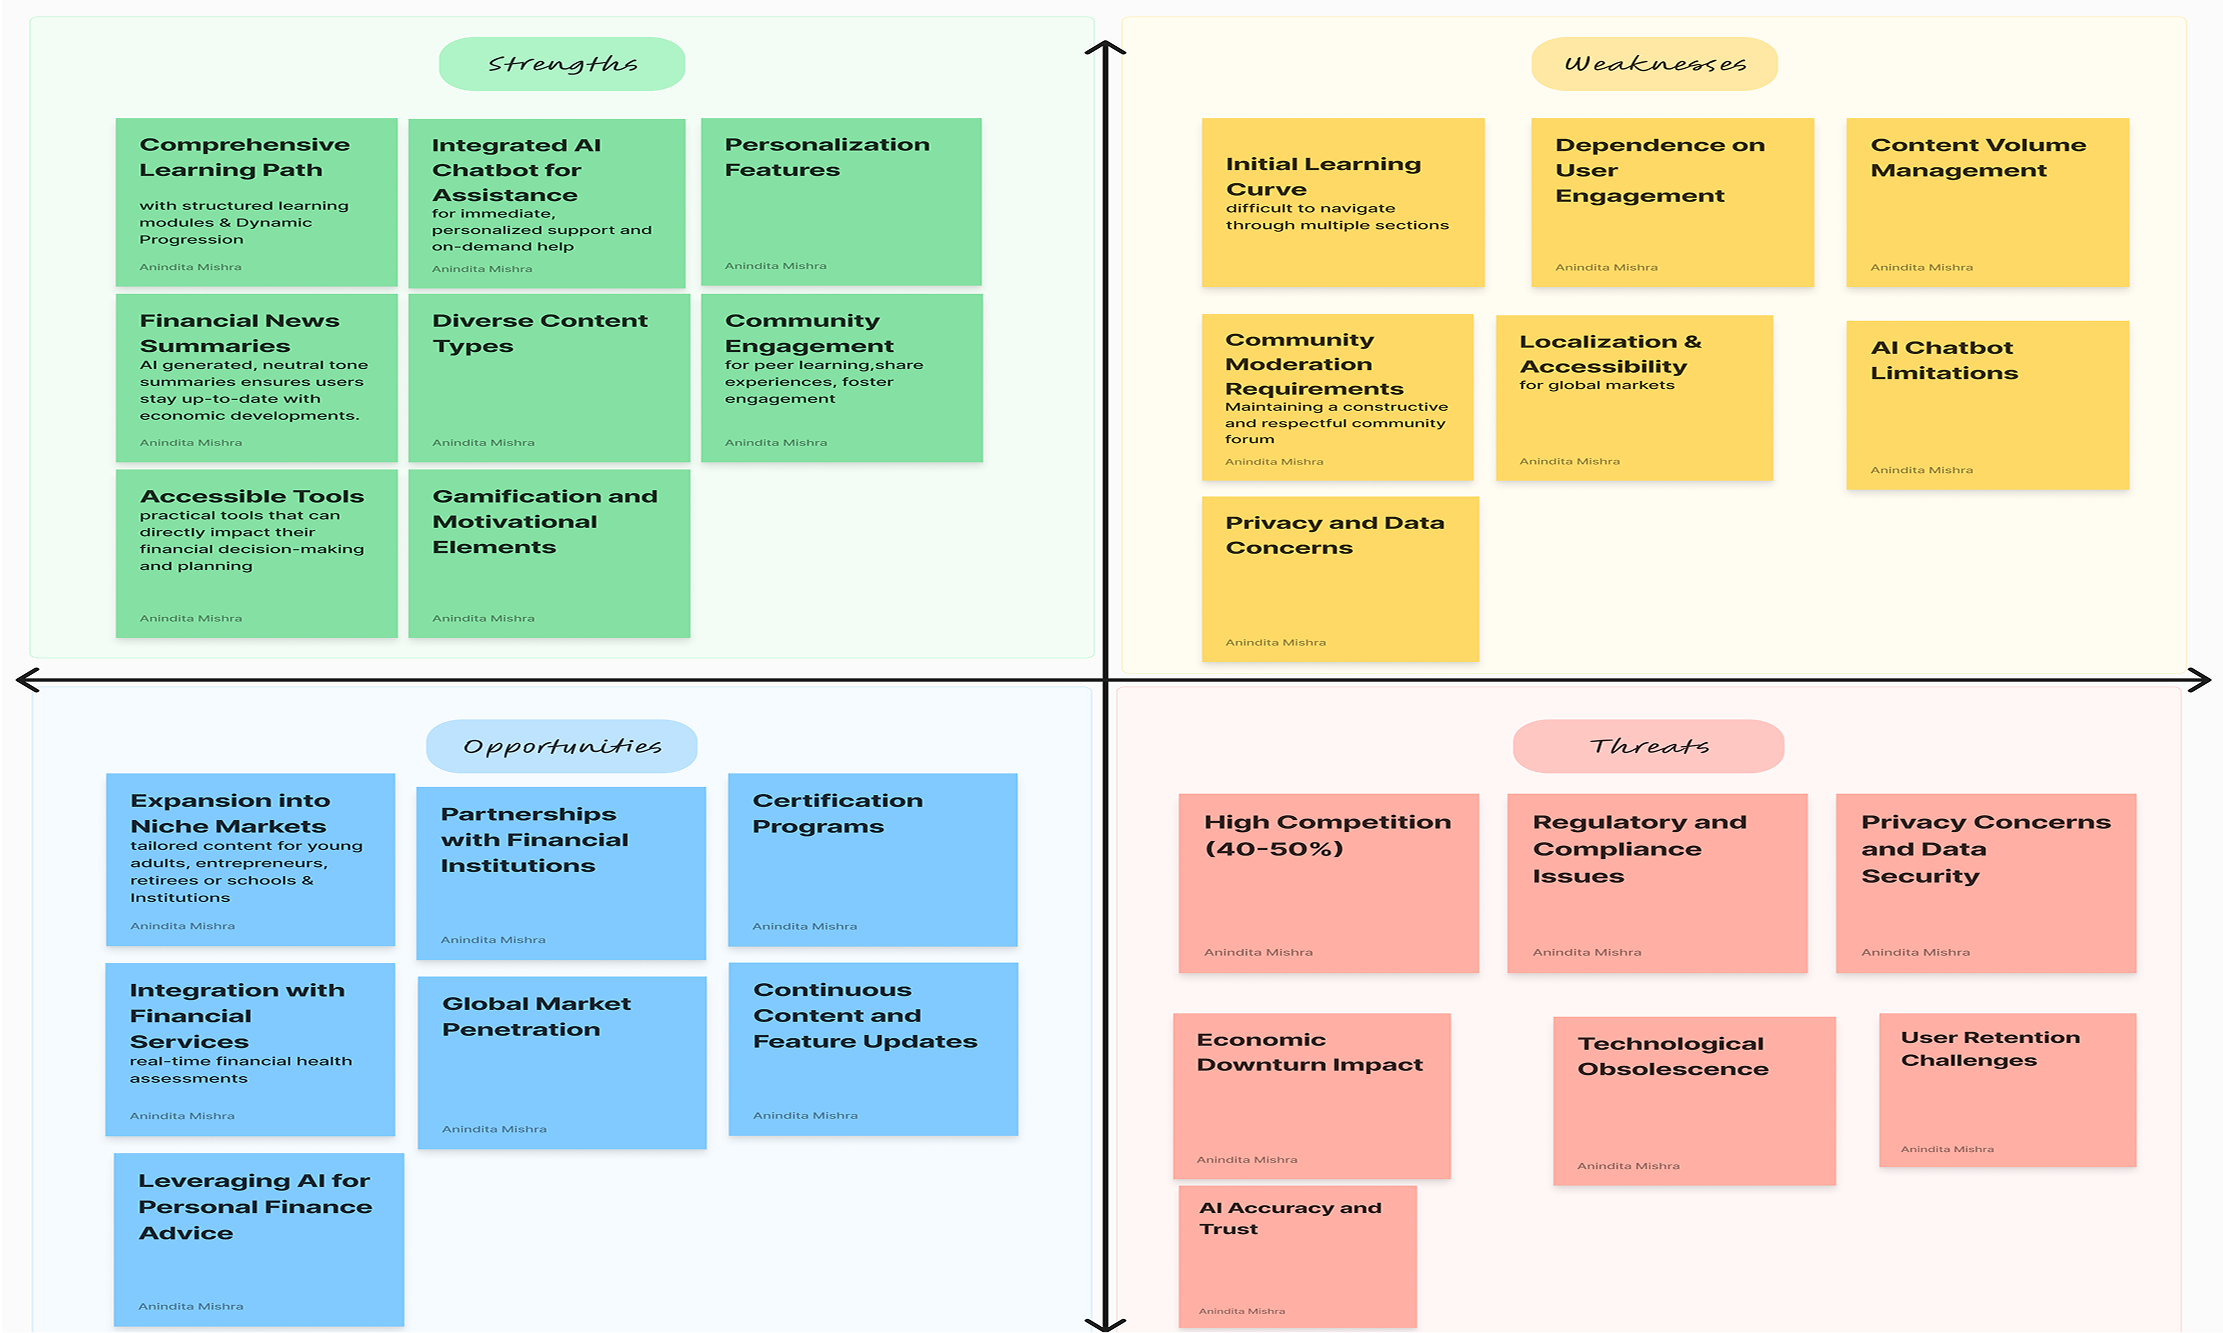 Strengths
Comprehensive
Learning Path
with structured learning
modules & Dynamic
Progression
Anindita Mishra
Integrated AI
Chatbot for
Assistance
for immediate,
personalized support and
on-demand help
Anindita Mishra
Personalization
Features
Anindita Mishra
Financial News
Summaries
AI generated, neutral tone
summaries ensures users
stay up-to-date with
economic developments.
Anindita Mishra
Diverse Content
Types
Anindita Mishra
Community
Engagement
for peer learning,share
experiences, foster
engagement
Anindita Mishra
Accessible Tools
practical tools that can
directly impact their
financial decision-making
and planning
Anindita Mishra
Gamification and
Motivational
Elements
Anindita Mishra
Weaknesses
Initial Learning
Curve
difficult to navigate
through multiple sections
Dependence on
User
Engagement
Anindita Mishra
Content Volume
Management
Anindita Mishra
Community
Moderation
Requirements
Maintaining a constructive
and respectful community
forum
Anindita Mishra
Localization &
Accessibility
for global markets
Anindita Mishra
AI Chatbot
Limitations
Anindita Mishra
Privacy and Data
Concerns
Anindita Mishra
Opportunities
Expansion into
Niche Markets
tailored content for young
adults, entrepreneurs,
retirees or schools &
Institutions
Anindita Mishra
Partnerships
with Financial
Institutions
Anindita Mishra
Certification
Programs
Anindita Mishra
Integration with
Financial
Services
real-time financial health
assessments
Anindita Mishra
Global Market
Penetration
Anindita Mishra
Continuous
Content and
Feature Updates
Anindita Mishra
Leveraging AI for
Personal Finance
Advice
Anindita Mishra
Threats
High Competition
(40-50%)
Anindita Mishra
Regulatory and
Compliance
Issues
Anindita Mishra
Privacy Concerns
and Data
Security
Anindita Mishra
Economic
Downturn Impact
Anindita Mishra
Technological
Obsolescence
Anindita Mishra
User Retention
Challenges
Anindita Mishra
AI Accuracy and
Trust
Anindita Mishra